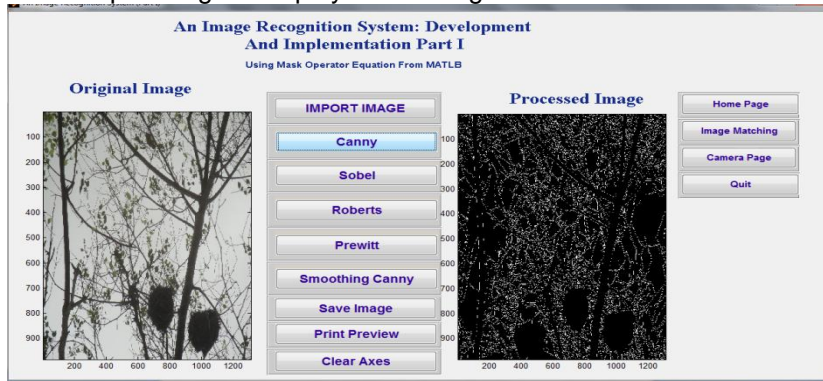 An Image Recognition System: Development
And Implementation Part I
Using Mask Operator Equation From MATLB
Original Image
Processed Image
100
200
300
400
500
600
700
800
900
200 400 600 800 1000 1200
IMPORT IMAGE
Canny
Sobel
Roberts
Prewitt
Smoothing Canny
Save Image
Print Preview
Clear Axes
100
200
300
400
500
600
700
800
900
200 400 600 800 1000 1200
Home Page
Image Matching
Camera Page
Quit